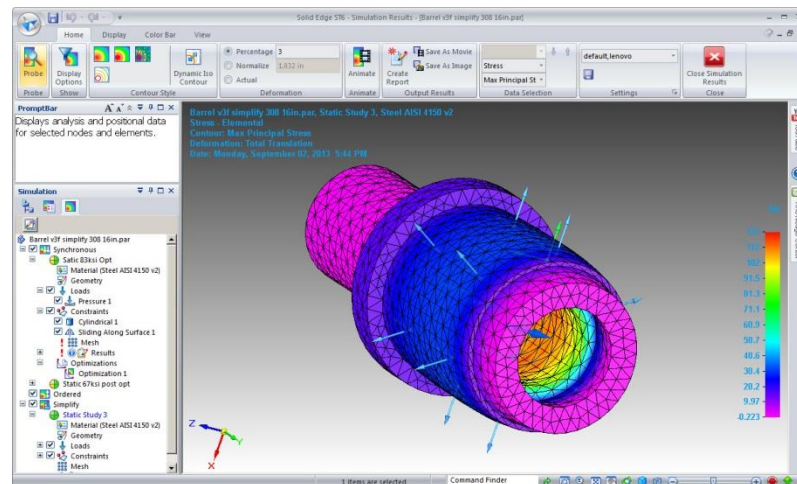 Solid Edge ST6 - Simulation Results - [Barrel v3f simplify 308 16in.par]
Home Display Color Bar View
Probe
Display Options
Dynamic Iso Contour
Percentage 3
Normalize 1.832 in
Actual
Animate
Create Report
Save As Movie
Save As Image
Stress
Max Principal St
default,lenovo
Close Simulation Results
Probe Show Contour Style Deformation Animate Output Results Data Selection Settings Close
PromptBar
Displays analysis and positional data
for selected nodes and elements.
Simulation
Barrel v3f simplify 308 16in.par
Synchronous
Satic 83ksi Opt
Material (Steel AISI 4150 v2)
Geometry
Loads
Pressure 1
Constraints
Cylindrical 1
Sliding Along Surface 1
Mesh
Results
Optimizations
Optimization 1
Static 67ksi post opt
Ordered
Simplify
Static Study 3
Material (Steel AISI 4150 v2)
Geometry
Loads
Constraints
Mesh
Barrel v3f simplify 308 16in.par, Static Study 3, Steel AISI 4150 v2
Stress - Elemental
Contour: Max Principal Stress
Deformation: Total Translation
Date: Monday, September 02, 2013 5:44 PM
102
91.5
81.3
71.1
60.9
50.7
40.6
30.4
20.2
9.97
-0.223
Z
Y
X
1 items are selected
Command Finder